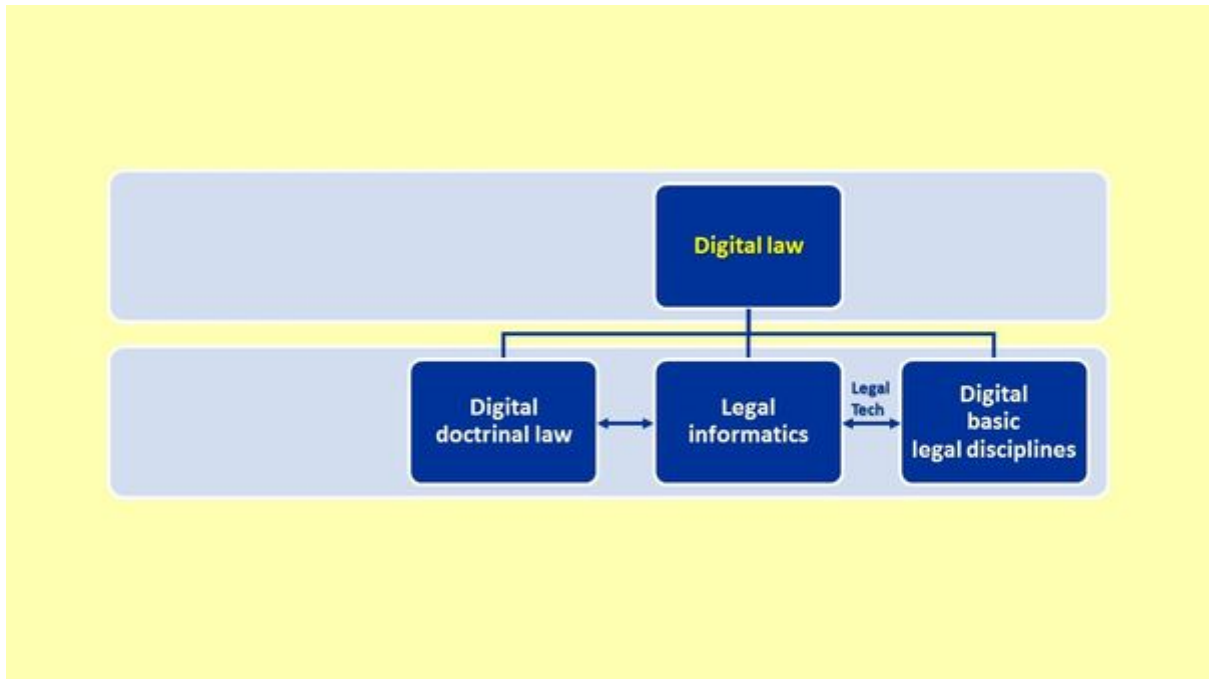 Digital law
Digital
doctrinal law
Legal
informatics
Legal
Tech
Digital
basic
legal disciplines